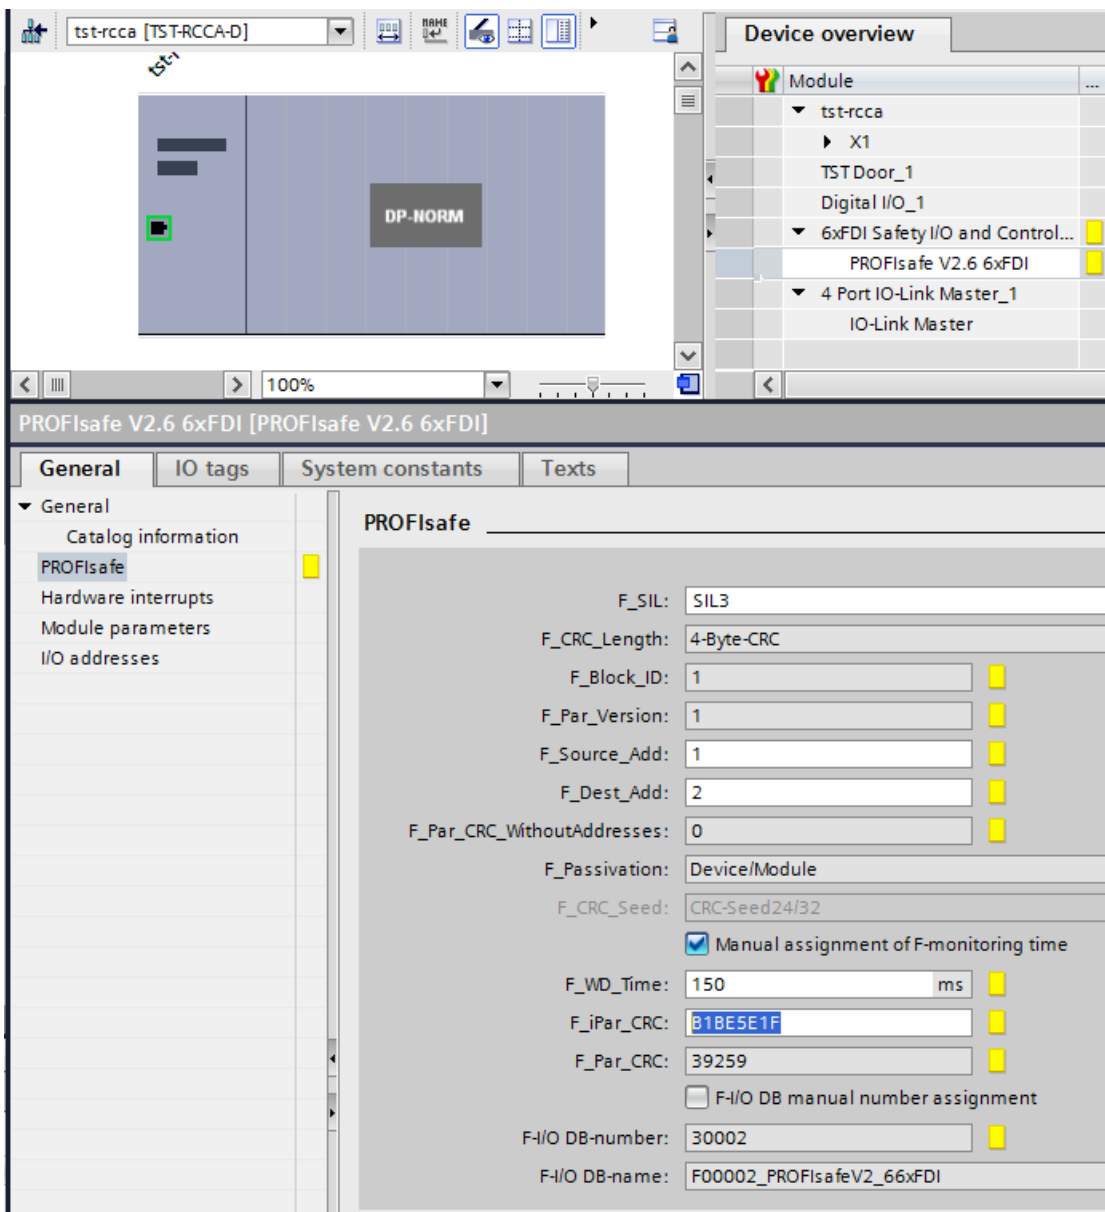 tst-rcca [TST-RCCA-D]
NAME
Device overview
Module
...
tst-rcca
X1
TST Door_1
Digital I/O_1
6xFDI Safety I/O and Control...
PROFIsafe V2.6 6xFDI
4 Port IO-Link Master_1
IO-Link Master
DP-NORM
100%
PROFIsafe V2.6 6xFDI [PROFIsafe V2.6 6xFDI]
General
IO tags
System constants
Texts
General
Catalog information
PROFIsafe
Hardware interrupts
Module parameters
I/O addresses
PROFIsafe
F_SIL: SIL3
F_CRC_Length: 4-Byte-CRC
F_Block_ID: 1
F_Par_Version: 1
F_Source_Add: 1
F_Dest_Add: 2
F_Par_CRC_WithoutAddresses: 0
F_Passivation: Device/Module
F_CRC_Seed: CRC-Seed24/32
Manual assignment of F-monitoring time
F_WD_Time: 150 ms
F_iPar_CRC: B1BE5E1F
F_Par_CRC: 39259
F-I/O DB manual number assignment
F-I/O DB-number: 30002
F-I/O DB-name: F00002_PROFIsafeV2_66xFDI